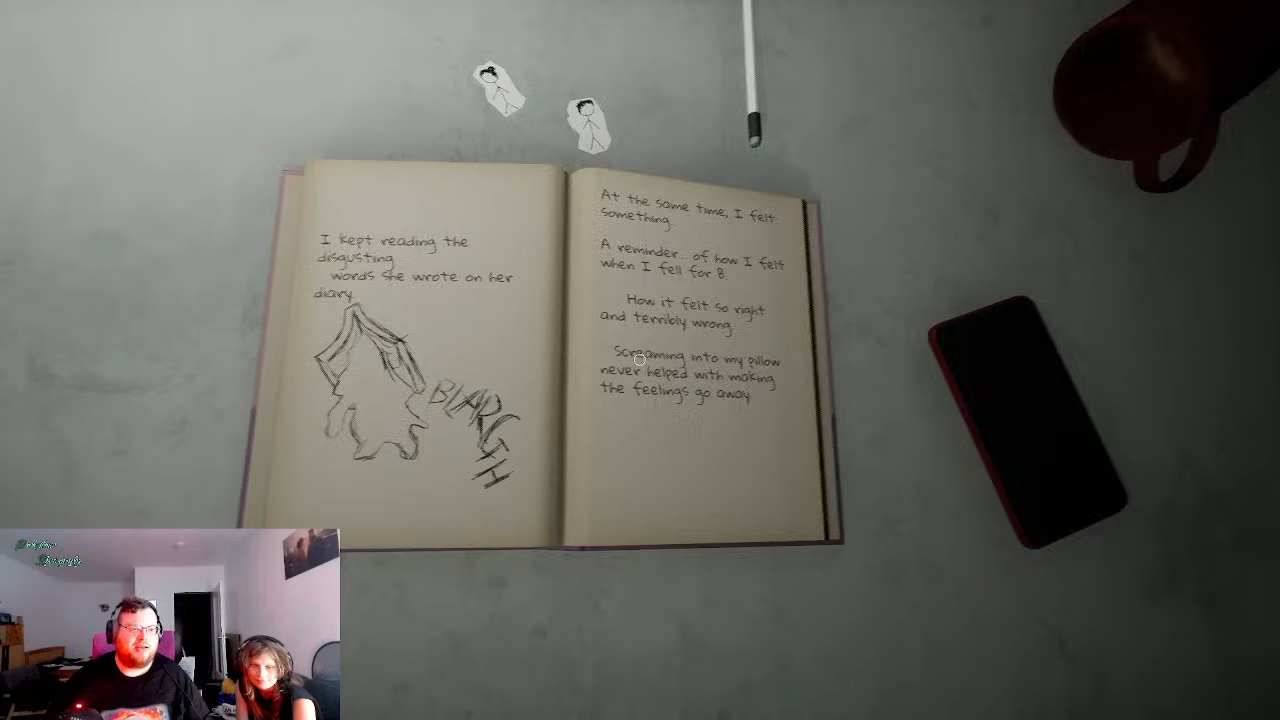 I kept reading the
disgusting
words she wrote on her
diary.
BLARGH
At the same time, I felt
something.
A reminder... of how I felt
when I fell for B.
How it felt so right
and terribly wrong.
Screaming into my pillow
never helped with making
the feelings go away.